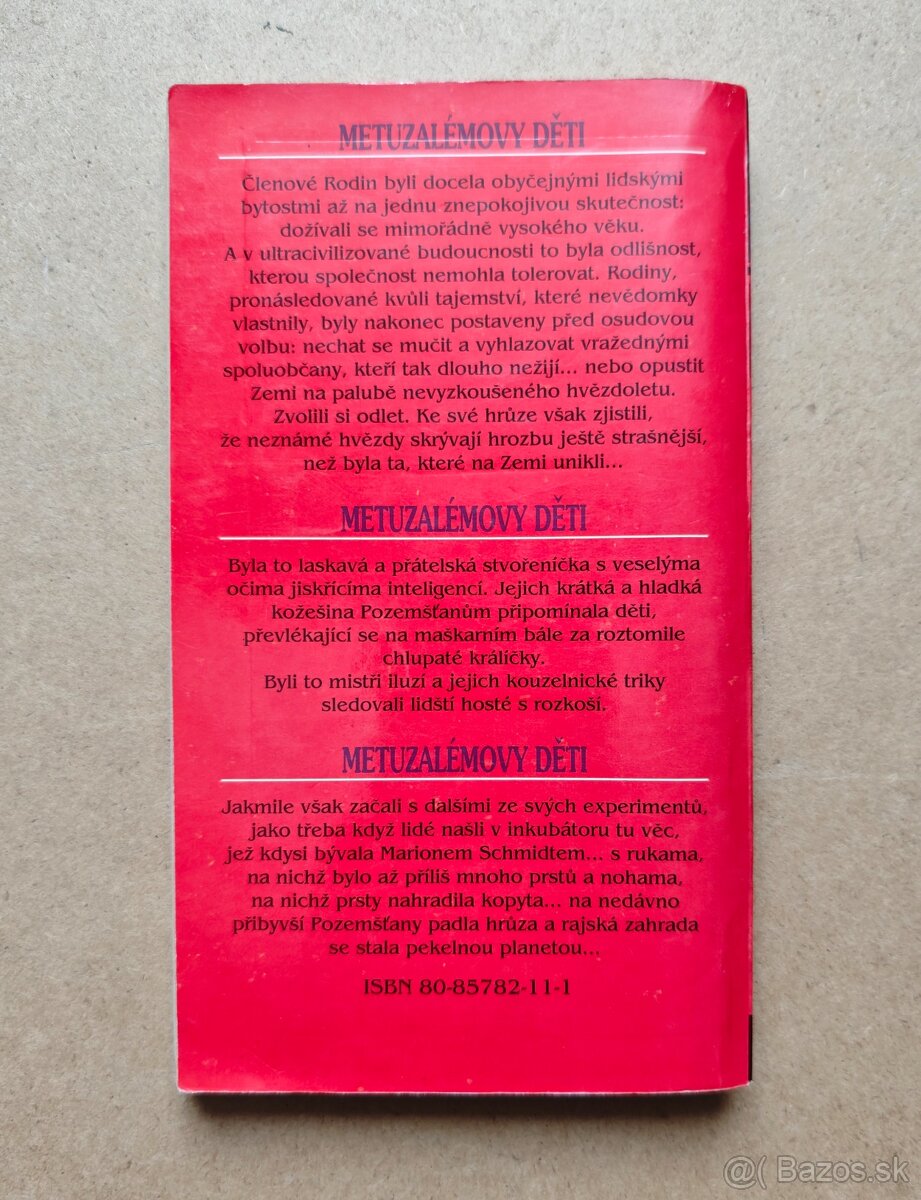 METUZALÉMOVY DĚTI
Členové Rodin byli docela obyčejnými lidskými
bytostmi až na jednu znepokojivou skutečnost:
dožívali se mimořádně vysokého věku.
A v ultracivilizované budoucnosti to byla odlišnost,
kterou společnost nemohla tolerovat. Rodiny,
pronásledované kvůli tajemství, které nevědomky
vlastnily, byly nakonec postaveny před osudovou
volbu: nechat se mučit a vyhlazovat vražednými
spoluobčany, kteří tak dlouho nežijí... nebo opustit
Zemi na palubě nevyzkoušeného hvězdoletu.
Zvolili si odlet. Ke své hrůze však zjistili,
že neznámé hvězdy skrývají hrozbu ještě strašnější,
než byla ta, které na Zemi unikli...
METUZALÉMOVY DĚTI
Byla to laskavá a přátelská stvořeníčka s veselýma
očima jiskřícíma inteligencí. Jejich krátká a hladká
kožešina Pozemšťanům připomínala děti,
převlékající se na maškarním bále za roztomile
chlupaté králíčky.
Byli to mistři iluzí a jejich kouzelnické triky
sledovali lidští hosté s rozkoší.
METUZALÉMOVY DĚTI
Jakmile však začali s dalšími ze svých experimentů,
jako třeba když lidé našli v inkubátoru tu věc,
jež kdysi bývala Marionem Schmidtem... s rukama,
na nichž bylo až příliš mnoho prstů a nohama,
na nichž prsty nahradila kopyta... na nedávno
přibyvší Pozemšťany padla hrůza a rajská zahrada
se stala pekelnou planetou...
ISBN 80-85782-11-1
@( Bazos.sk